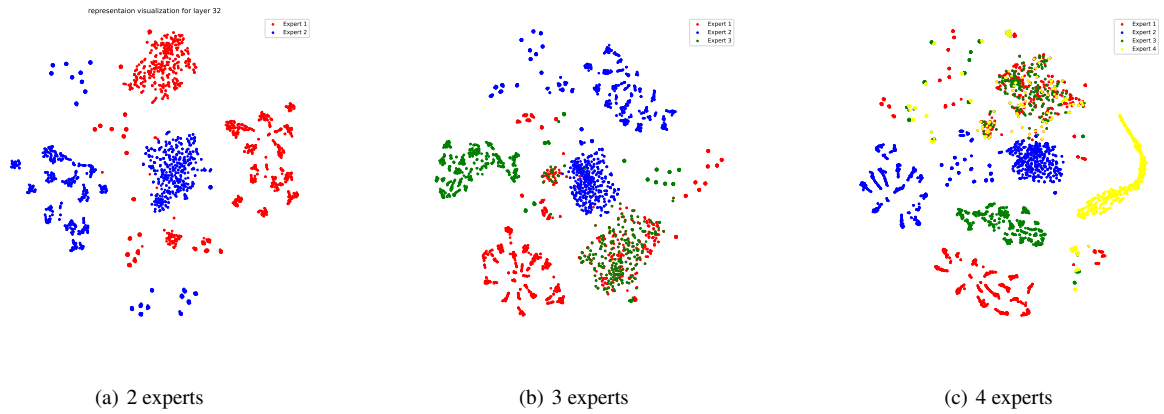 representaion visualization for layer 32
Expert 1
Expert 2
Expert 1
Expert 2
Expert 3
Expert 1
Expert 2
Expert 3
Expert 4
(a) 2 experts
(b) 3 experts
(c) 4 experts